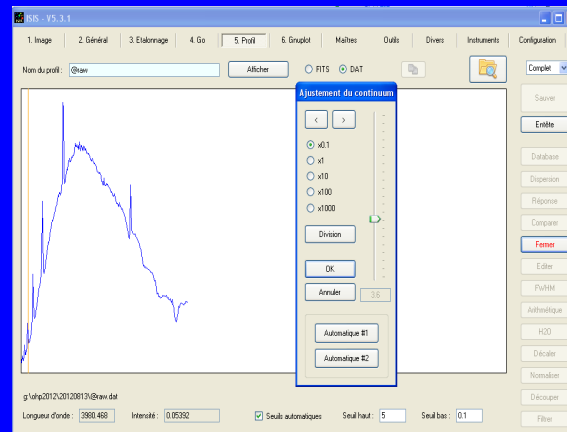 ISIS - V5.3.1
1. Image 2. Général 3. Etalonnage 4. Go 5. Profil 6. Gnuplot Maîtres Outils Divers Instruments Configuration
Nom du profil : @raw Afficher FITS DAT Complet
Ajustement du continuum
< >
x0.1
x1
x10
x100
x1000
Division
OK
Annuler 3.6
Automatique #1
Automatique #2
Sauver
Entête
Database
Dispersion
Réponse
Comparer
Fermer
Editer
FWHM
Arithmétique
H2O
Décaler
Normaliser
Découper
Filtrer
g:\ohp2012\20120813\@raw.dat
Longueur d'onde : 3980.468 Intensité : 0.05392 Seuils automatiques Seuil haut : 5 Seuil bas : 0.1